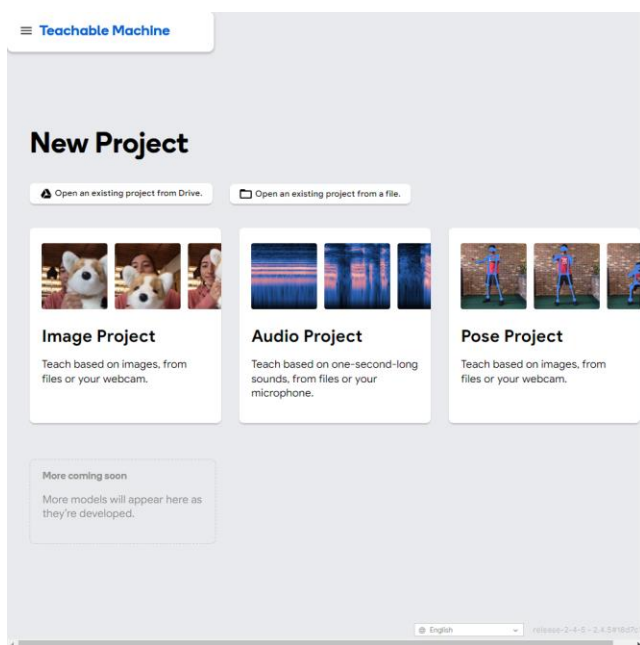 Teachable Machine
New Project
Open an existing project from Drive.
Open an existing project from a file.
Image Project
Teach based on images, from
files or your webcam.
Audio Project
Teach based on one-second-long
sounds, from files or your
microphone.
Pose Project
Teach based on images, from
files or your webcam.
More coming soon
More models will appear here as
they're developed.
English